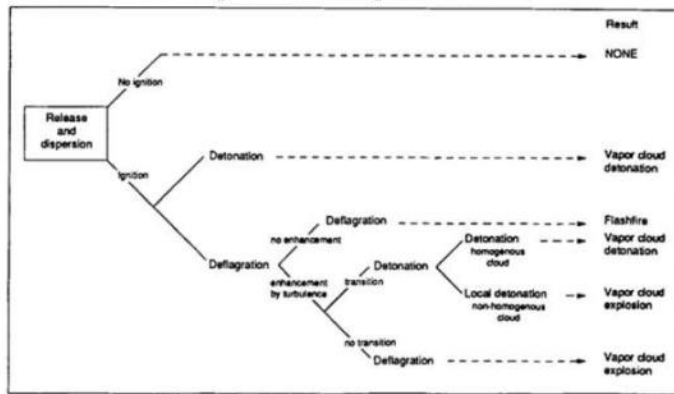 Result
NONE
No ignition
Release
and
dispersion
Ignition
Detonation
Vapor cloud
detonation
Deflagration
Flashfire
no enhancement
Detonation
homogenous
cloud
Vapor cloud
detonation
Deflagration
enhancement
by turbulence
transition
Detonation
Local detonation
non-homogenous
cloud
Vapor cloud
explosion
no transition
Deflagration
Vapor cloud
explosion